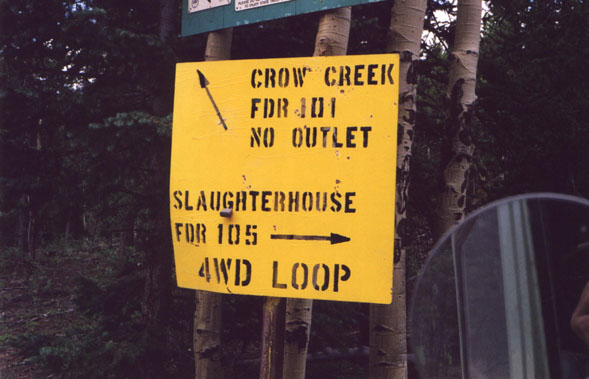 CROW CREEK
FDR 101
NO OUTLET
SLAUGHTERHOUSE
FDR 105
4WD LOOP